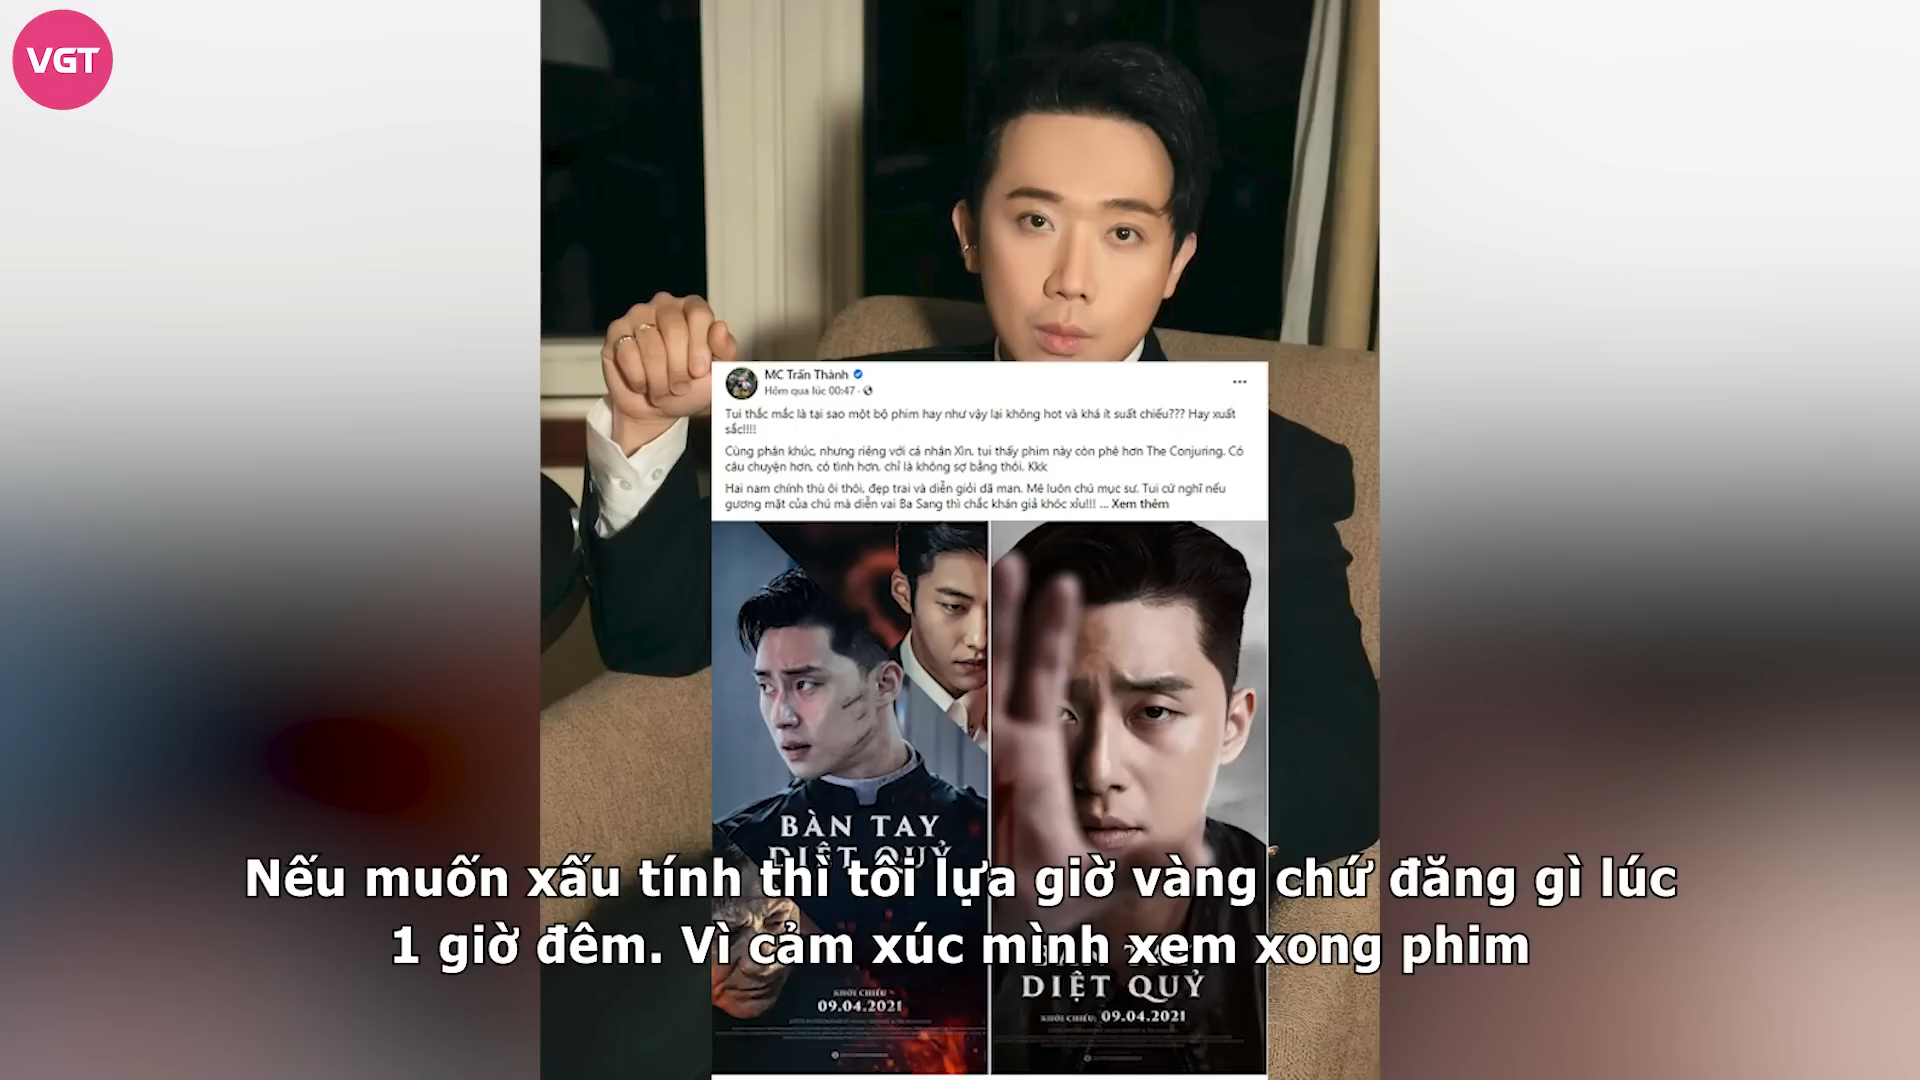 VGT
MC Trấn Thành
Hôm qua lúc 00:47 ·
Tui thắc mắc là tại sao một bộ phim hay như vậy lại không hot và khá ít suất chiếu??? Hay xuất
sắc!!!!
Cùng phân khúc, nhưng riêng với cá nhân Xìn, tui thấy phim này còn phê hơn The Conjuring. Có
câu chuyện hơn, có tình hơn, chỉ là không sợ bằng thôi. Kkk
Hai nam chính thù ôi thôi, đẹp trai và diễn giỏi dã man. Mê luôn chú mục sư. Tui cứ nghĩ nếu
gương mặt của chú mà diễn vai Ba Sang thì chắc khán giả khóc xỉu!!! ... Xem thêm
BÀN TAY
DIỆT QUỶ
KHỞI CHIẾU
09.04.2021
DIỆT QUỶ
KHỞI CHIẾU: 09.04.2021
Nếu muốn xấu tính thì tôi lựa giờ vàng chứ đăng gì lúc
1 giờ đêm. Vì cảm xúc mình xem xong phim